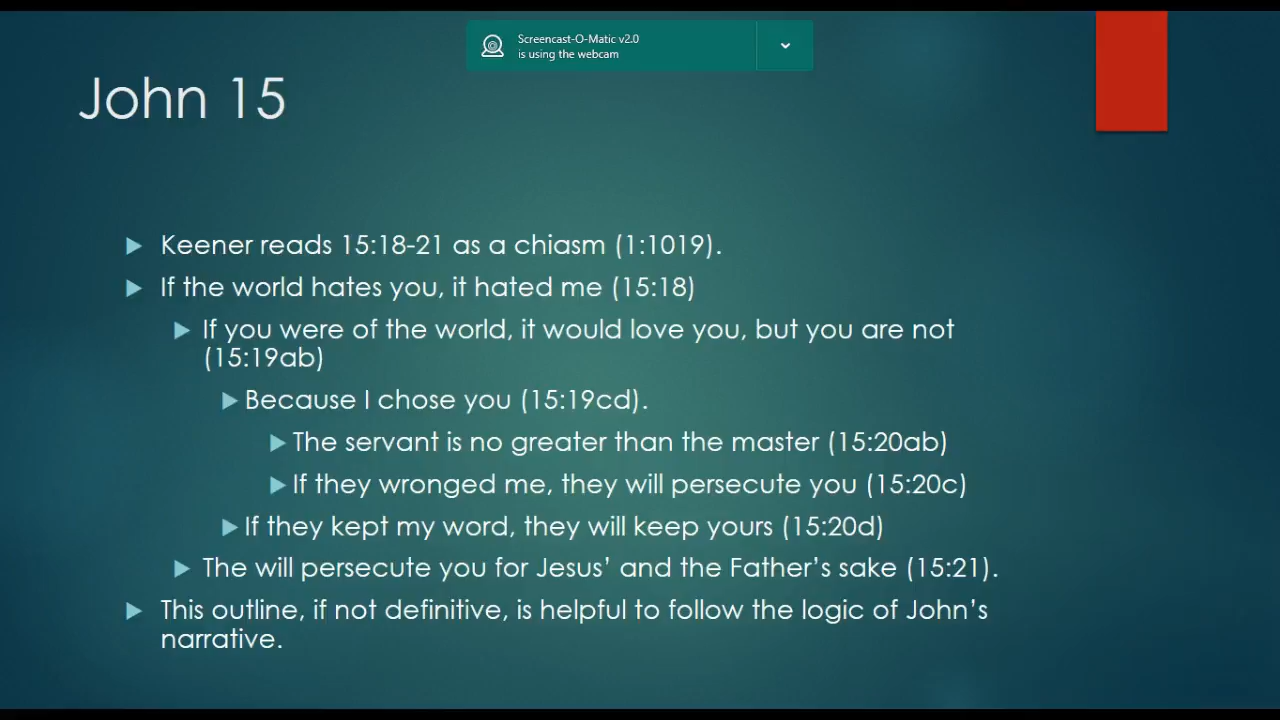 Screencast-O-Matic v2.0
is using the webcam
John 15
Keener reads 15:18-21 as a chiasm (1:1019).
If the world hates you, it hated me (15:18)
If you were of the world, it would love you, but you are not
(15:19ab)
Because I chose you (15:19cd).
The servant is no greater than the master (15:20ab)
If they wronged me, they will persecute you (15:20c)
If they kept my word, they will keep yours (15:20d)
The will persecute you for Jesus’ and the Father’s sake (15:21).
This outline, if not definitive, is helpful to follow the logic of John’s
narrative.